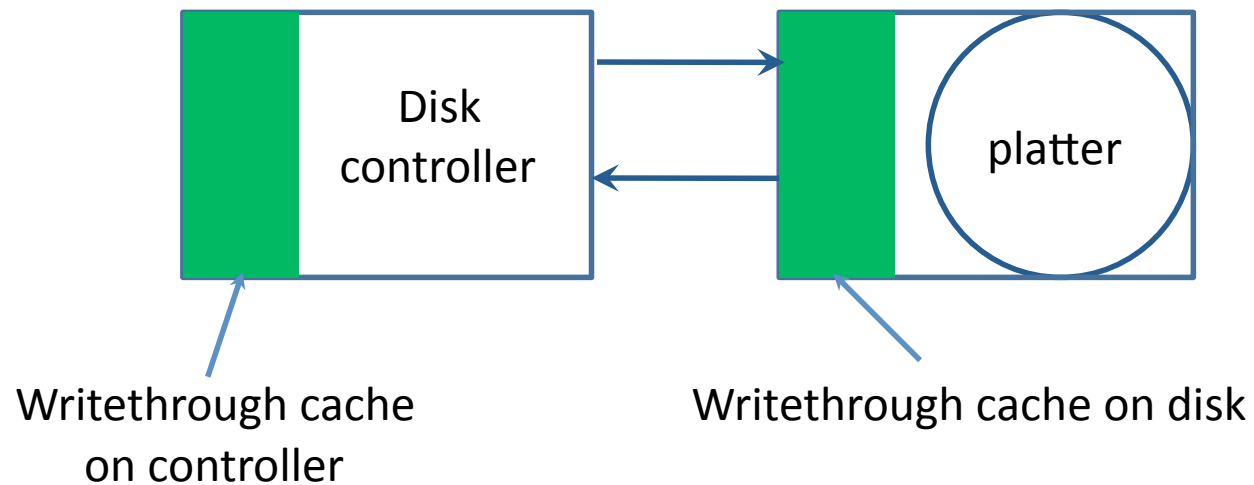 Disk
controller
platter
Writethrough cache
on controller
Writethrough cache on disk